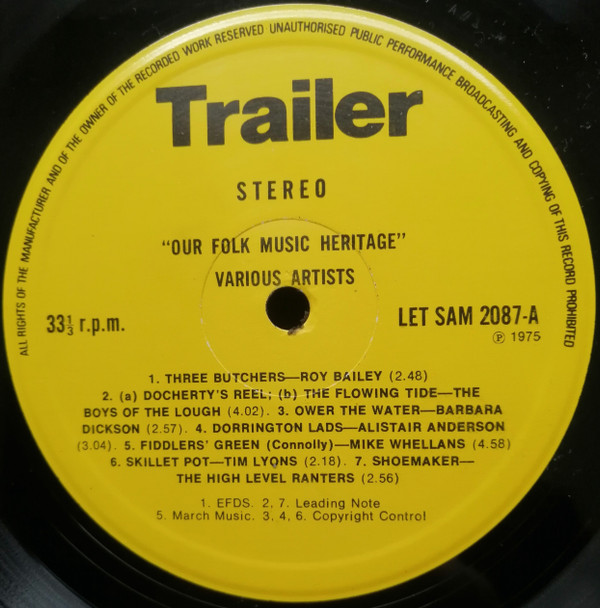 ALL RIGHTS OF THE MANUFACTURER AND OF THE OWNER OF THE RECORDED WORK RESERVED UNAUTHORISED PUBLIC PERFORMANCE BROADCASTING AND COPYING OF THIS RECORD PROHIBITED
Trailer
STEREO
“OUR FOLK MUSIC HERITAGE”
VARIOUS ARTISTS
33⅓ r.p.m.
LET SAM 2087-A
℗ 1975
1. THREE BUTCHERS—ROY BAILEY (2.48)
2. (a) DOCHERTY'S REEL; (b) THE FLOWING TIDE—THE
BOYS OF THE LOUGH (4.02). 3. OWER THE WATER—BARBARA
DICKSON (2.57). 4. DORRINGTON LADS—ALISTAIR ANDERSON
(3.04). 5. FIDDLERS' GREEN (Connolly)—MIKE WHELLANS (4.58)
6. SKILLET POT—TIM LYONS (2.18). 7. SHOEMAKER—
THE HIGH LEVEL RANTERS (2.56)
1. EFDS. 2, 7. Leading Note
5. March Music. 3, 4, 6. Copyright Control